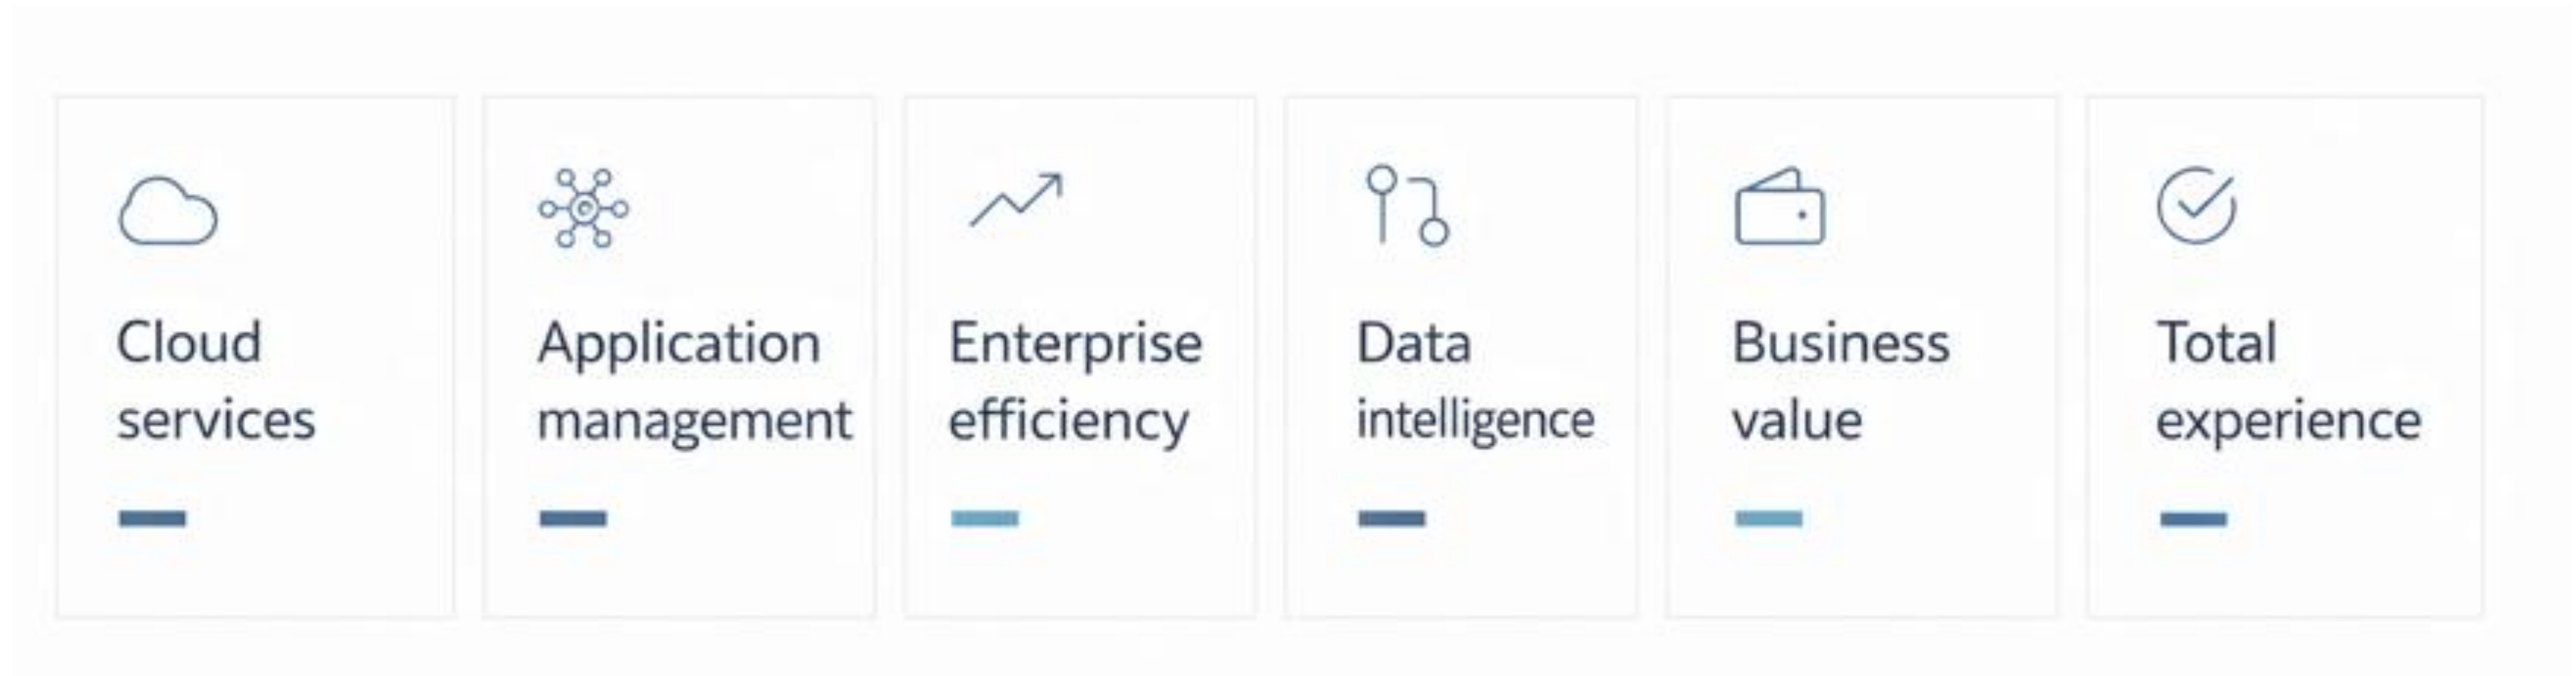 Cloud
services
Application
management
Enterprise
efficiency
Data
intelligence
Business
value
Total
experience